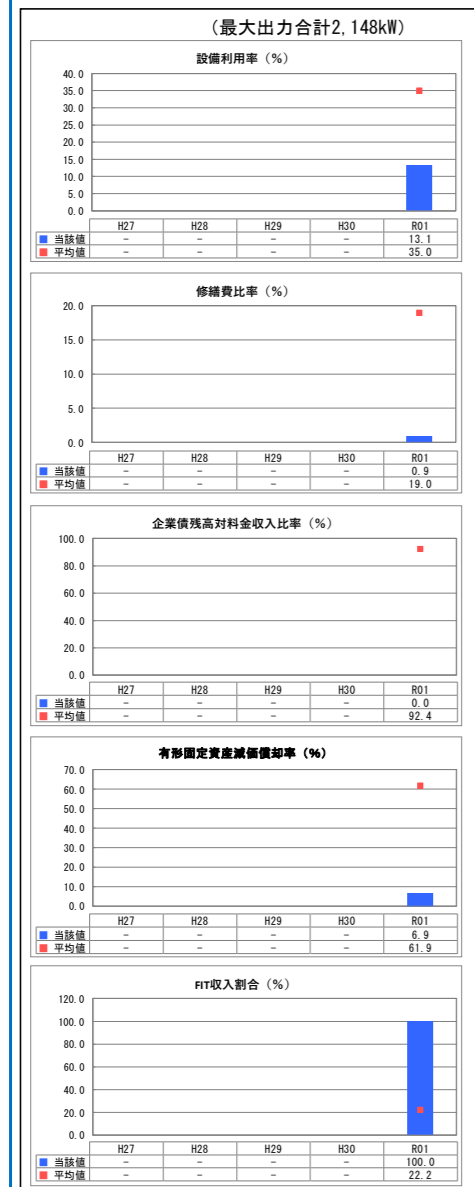 （最大出力合計2,148kW）
設備利用率（%）
40.0
35.0
30.0
25.0
20.0
15.0
10.0
5.0
0.0
H27 H28 H29 H30 R01
当該値 － － － － 13.1
平均値 － － － － 35.0
修繕費比率（%）
20.0
15.0
10.0
5.0
0.0
H27 H28 H29 H30 R01
当該値 － － － － 0.9
平均値 － － － － 19.0
企業債残高対料金収入比率（%）
100.0
80.0
60.0
40.0
20.0
0.0
H27 H28 H29 H30 R01
当該値 － － － － 0.0
平均値 － － － － 92.4
有形固定資産減価償却率（%）
70.0
60.0
50.0
40.0
30.0
20.0
10.0
0.0
H27 H28 H29 H30 R01
当該値 － － － － 6.9
平均値 － － － － 61.9
FIT収入割合（%）
120.0
100.0
80.0
60.0
40.0
20.0
0.0
H27 H28 H29 H30 R01
当該値 － － － － 100.0
平均値 － － － － 22.2